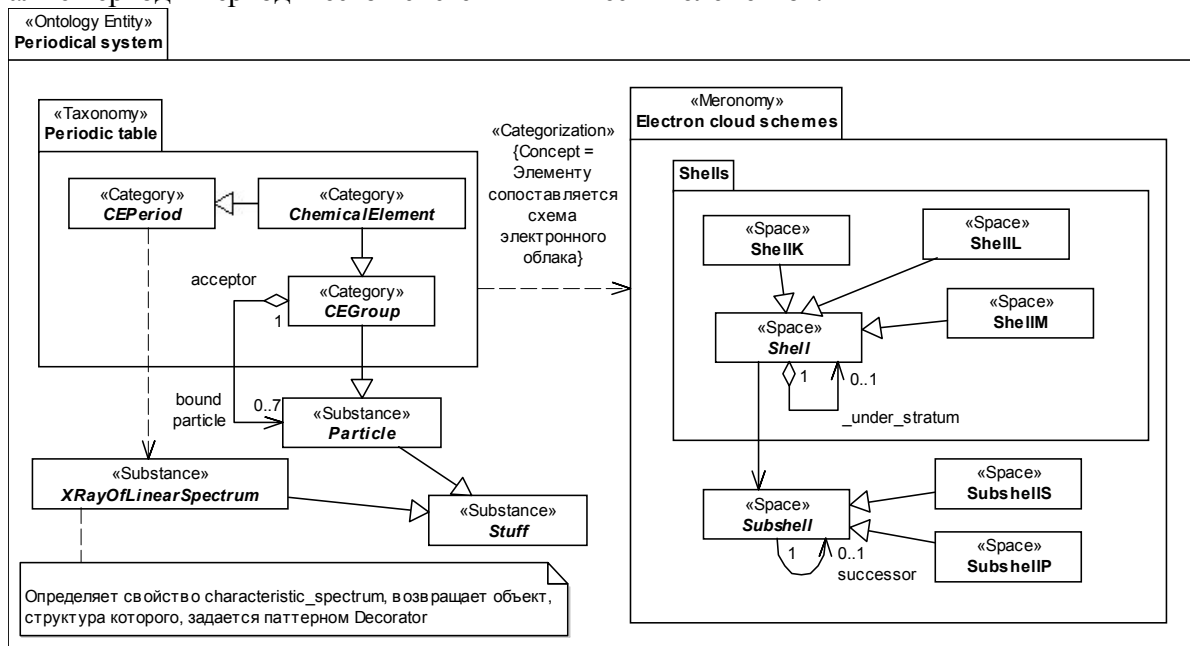 «Ontology Entity»
Periodical system
«Taxonomy»
Periodic table
«Category»
CEPeriod
«Category»
ChemicalElement
acceptor
«Category»
CEGroup
1
bound
particle
0..7
«Substance»
Particle
«Substance»
XRayOfLinearSpectrum
«Substance»
Stuff
Определяет свойство characteristic_spectrum, возвращает объект,
структура которого, задается паттерном Decorator
«Categorization»
{Concept =
Элементу
сопоставляется
схема
электронного
облака}
«Meronomy»
Electron cloud schemes
Shells
«Space»
ShellK
«Space»
ShellL
«Space»
ShellM
«Space»
Shell
1
0..1
_under_stratum
«Space»
Subshell
1
0..1
successor
«Space»
SubshellS
«Space»
SubshellP